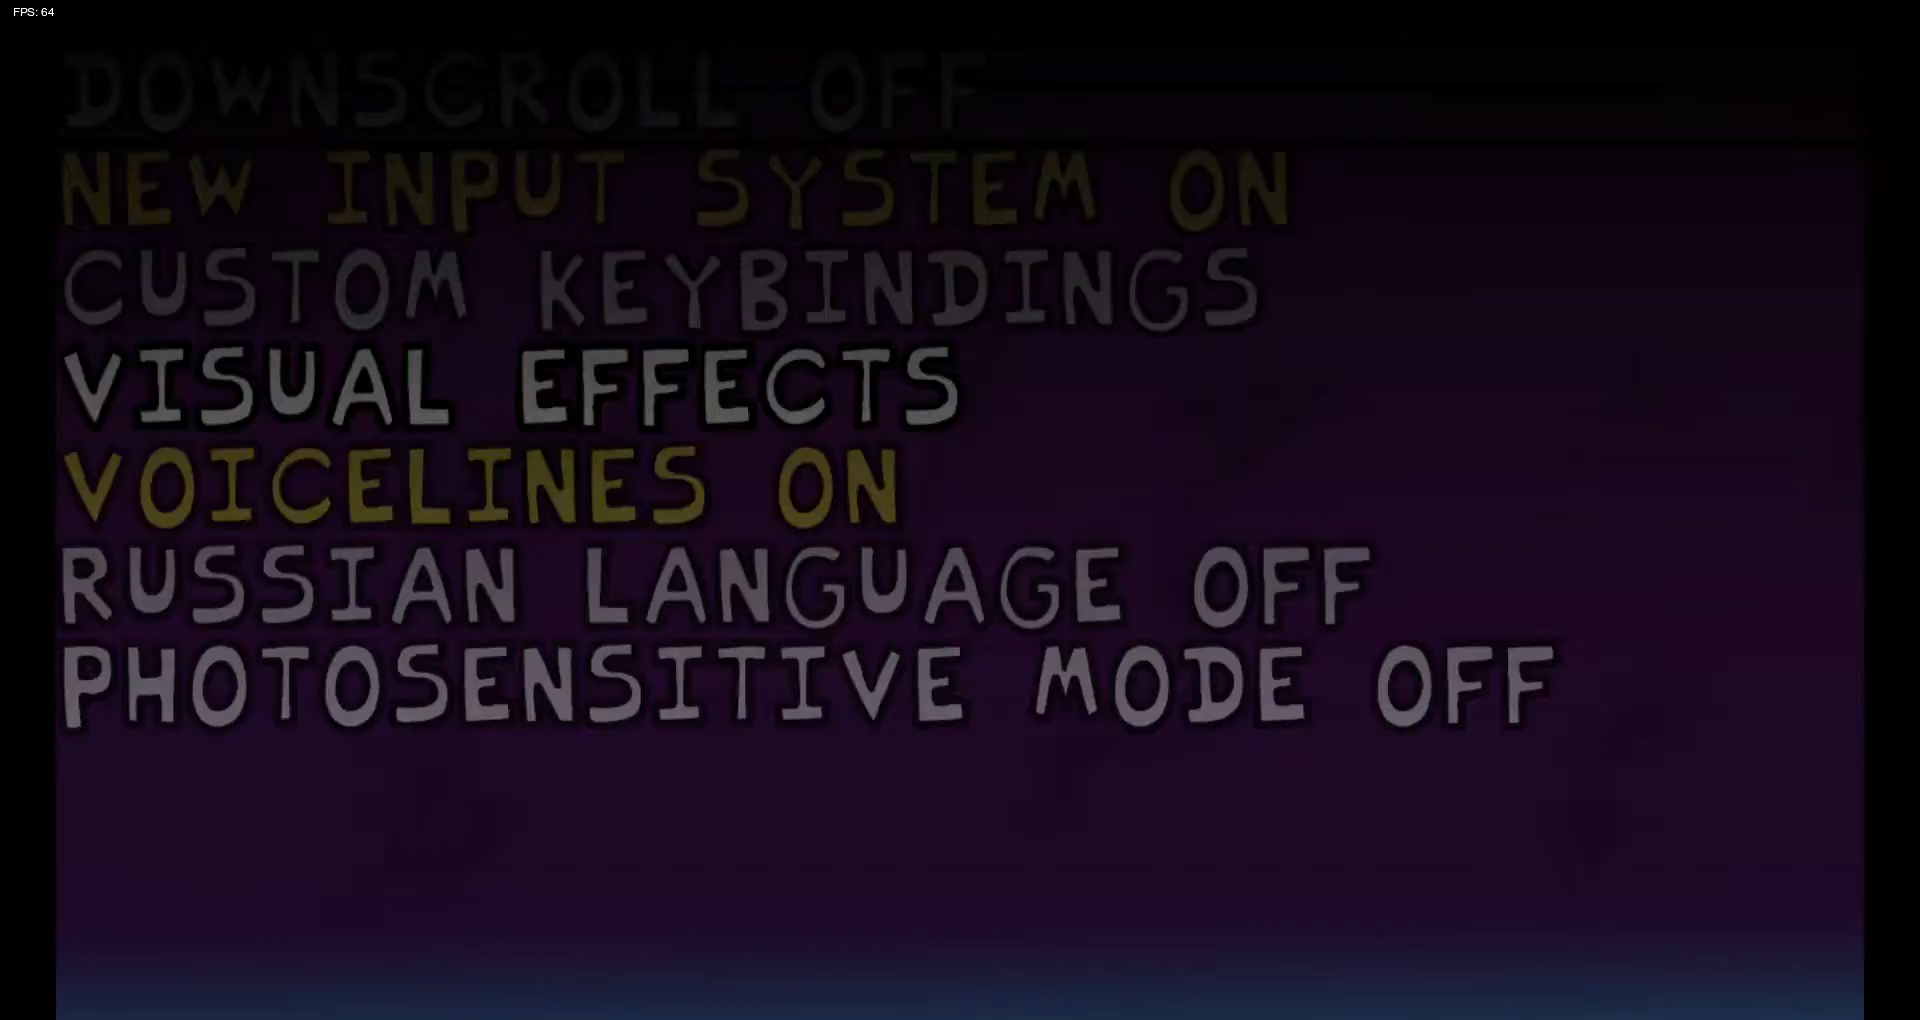 FPS: 64
DOWNSCROLL OFF
NEW INPUT SYSTEM ON
CUSTOM KEYBINDINGS
VISUAL EFFECTS
VOICELINES ON
RUSSIAN LANGUAGE OFF
PHOTOSENSITIVE MODE OFF